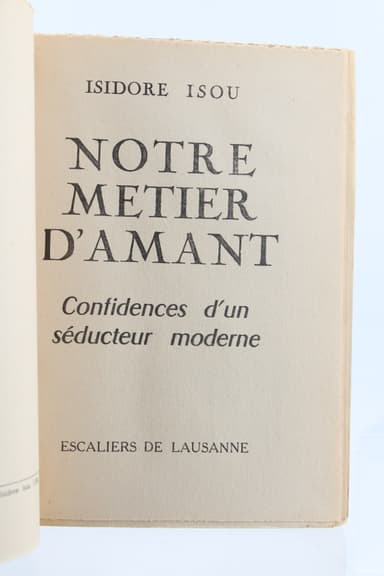 ISIDORE ISOU
NOTRE
METIER
D'AMANT
Confidences d'un
séducteur moderne
ESCALIERS DE LAUSANNE